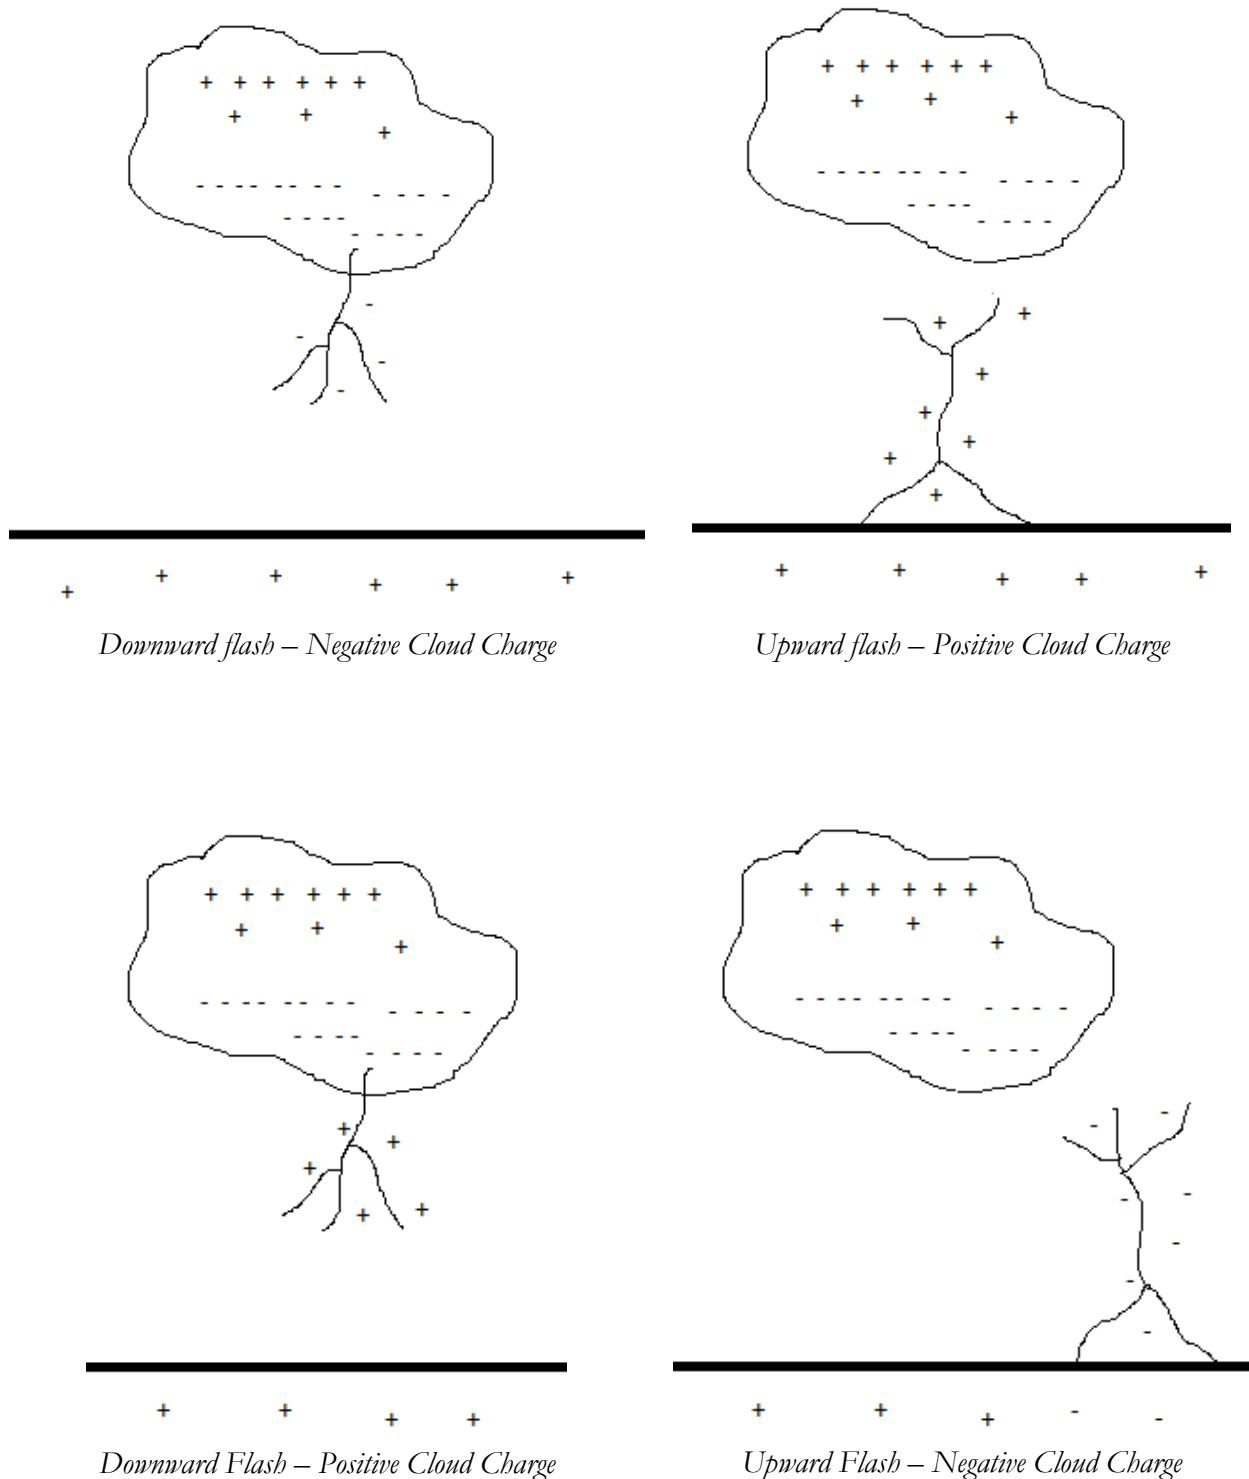 Downward flash – Negative Cloud Charge
Upward flash – Positive Cloud Charge
Downward Flash – Positive Cloud Charge
Upward Flash – Negative Cloud Charge